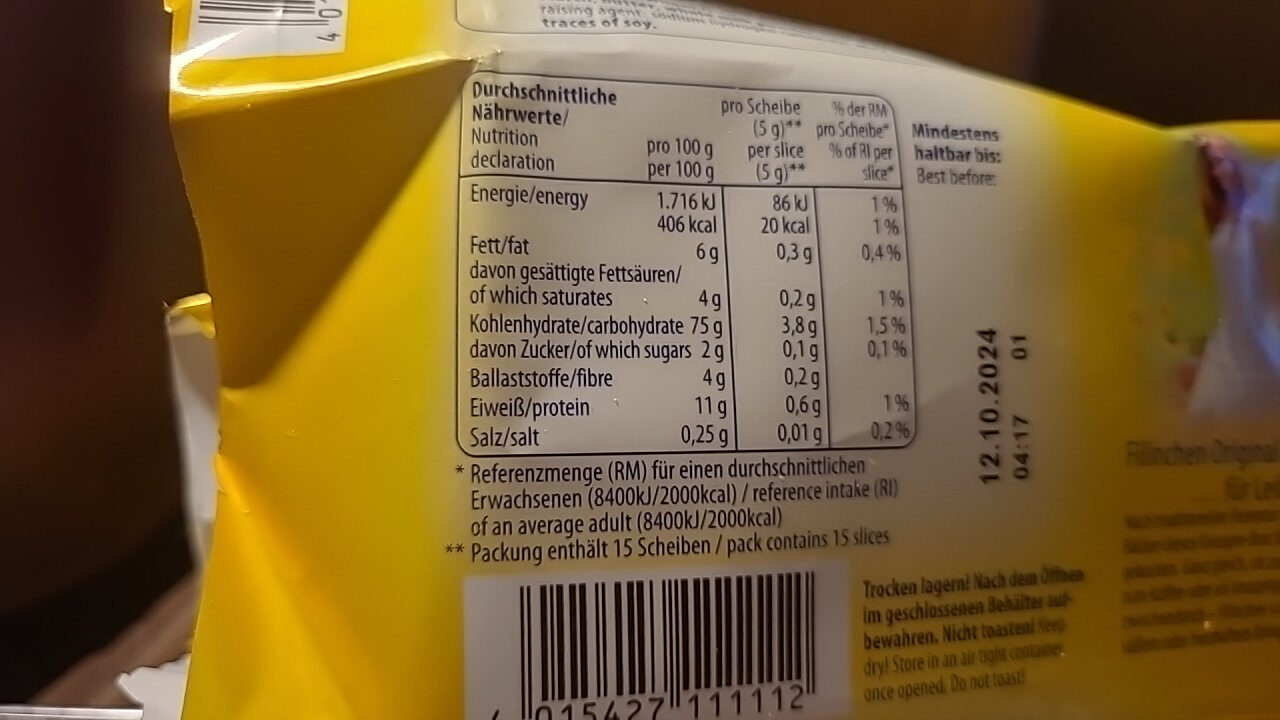 4 0
raising agent: sodium hydrogen
traces of soy.
Durchschnittliche
Nährwerte/
Nutrition
declaration
pro 100 g
per 100 g
pro Scheibe
(5 g)**
per slice
(5 g)**
% der RM
pro Scheibe*
% of RI per
slice*
Energie/energy 1.716 kJ 86 kJ 1 %
406 kcal 20 kcal 1 %
Fett/fat 6 g 0,3 g 0,4 %
davon gesättigte Fettsäuren/
of which saturates 4 g 0,2 g 1 %
Kohlenhydrate/carbohydrate 75 g 3,8 g 1,5 %
davon Zucker/of which sugars 2 g 0,1 g 0,1 %
Ballaststoffe/fibre 4 g 0,2 g
Eiweiß/protein 11 g 0,6 g 1 %
Salz/salt 0,25 g 0,01 g 0,2 %
* Referenzmenge (RM) für einen durchschnittlichen
Erwachsenen (8400kJ/2000kcal) / reference intake (RI)
of an average adult (8400kJ/2000kcal)
** Packung enthält 15 Scheiben / pack contains 15 slices
Mindestens
haltbar bis:
Best before:
12.10.2024
04:17 01
015427 111112
Trocken lagern! Nach dem Öffnen
im geschlossenen Behälter auf-
bewahren. Nicht toasten! Keep
dry! Store in an air tight container
once opened. Do not toast!
Filinchen Original
... für Lei